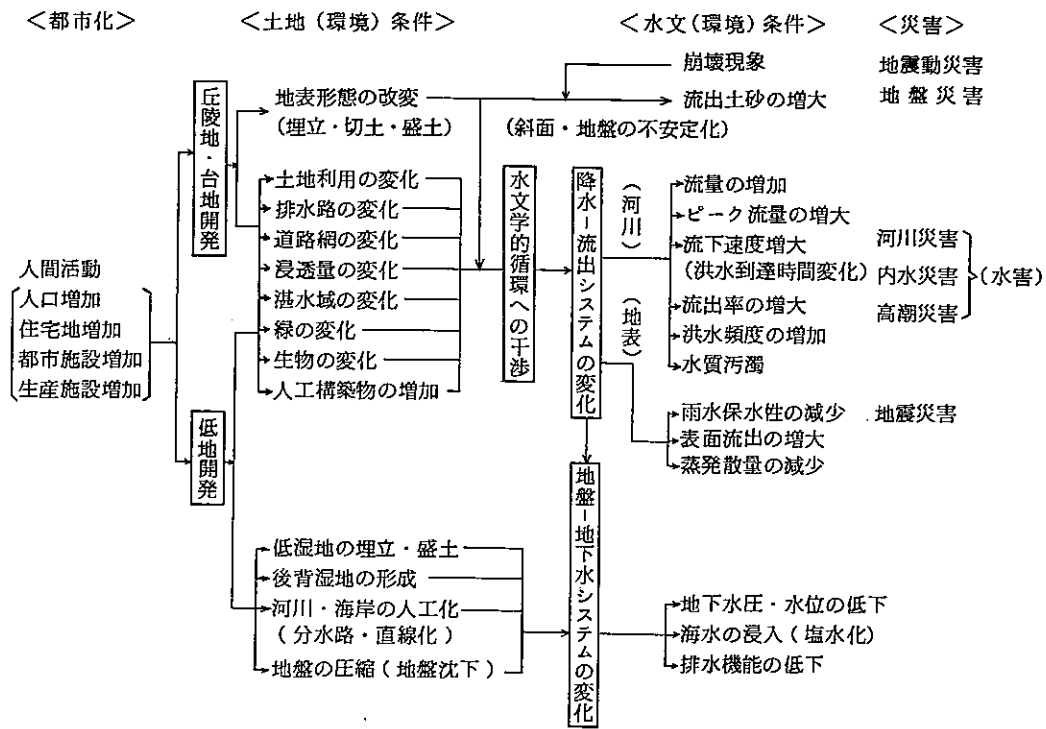 ＜都市化＞
＜土地（環境）条件＞
＜水文（環境）条件＞
＜災害＞
人間活動
人口増加
住宅地増加
都市施設増加
生産施設増加
丘陵地・台地開発
低地開発
地表形態の改変
（埋立・切土・盛土）
土地利用の変化
排水路の変化
道路網の変化
浸透量の変化
湛水域の変化
緑の変化
生物の変化
人工構築物の増加
低湿地の埋立・盛土
後背湿地の形成
河川・海岸の人工化
（分水路・直線化）
地盤の圧縮（地盤沈下）
水文学的循環への干渉
降水－流出システムの変化
地盤－地下水システムの変化
崩壊現象
流出土砂の増大
（斜面・地盤の不安定化）
（河川）
流量の増加
ピーク流量の増大
流下速度増大
（洪水到達時間変化）
流出率の増大
洪水頻度の増加
水質汚濁
（地表）
雨水保水性の減少
表面流出の増大
蒸発散量の減少
地下水圧・水位の低下
海水の浸入（塩水化）
排水機能の低下
地震動災害
地盤災害
河川災害
内水災害
高潮災害
（水害）
地震災害